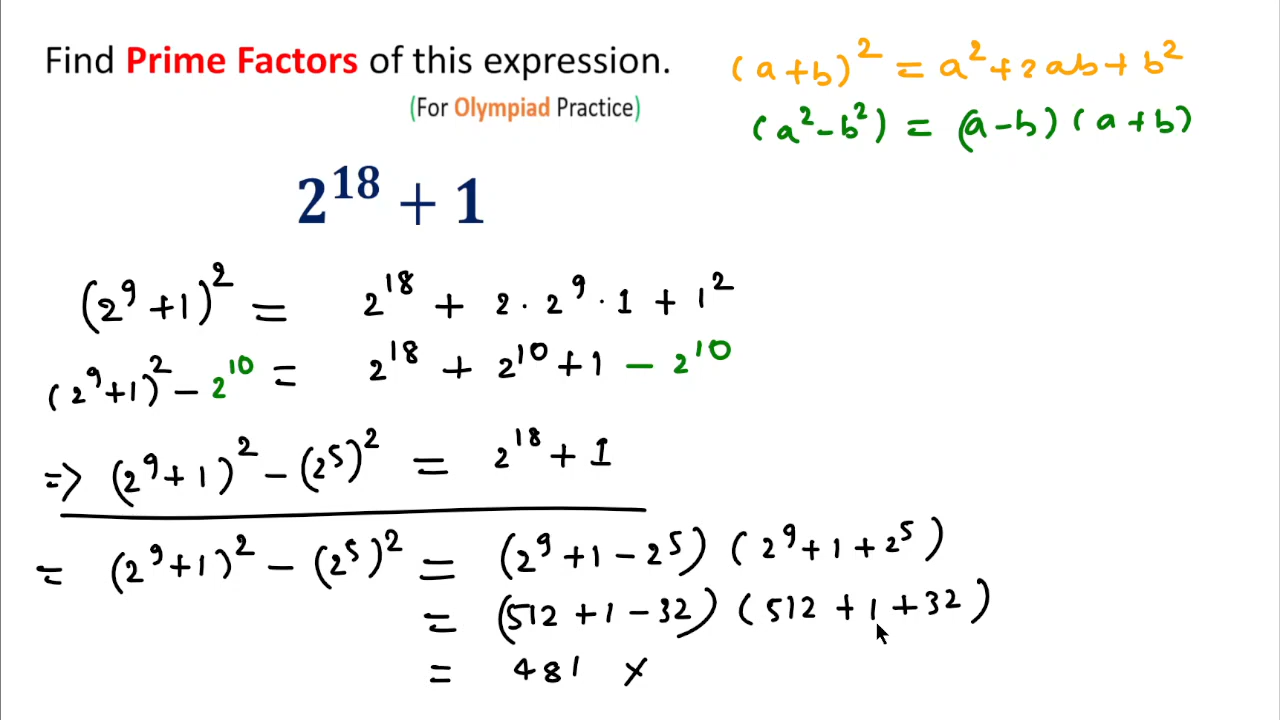 Find Prime Factors of this expression.
(For Olympiad Practice)
(a+b)² = a²+2ab+b²
(a²-b²) = (a-b)(a+b)
2¹⁸ + 1
(2⁹+1)² = 2¹⁸ + 2·2⁹·1 + 1²
(2⁹+1)² - 2¹⁰ = 2¹⁸ + 2¹⁰ + 1 - 2¹⁰
=> (2⁹+1)² - (2⁵)² = 2¹⁸ + 1
= (2⁹+1)² - (2⁵)² = (2⁹+1-2⁵) (2⁹+1+2⁵)
= (512 + 1 - 32) (512 + 1 + 32)
= 481 ×